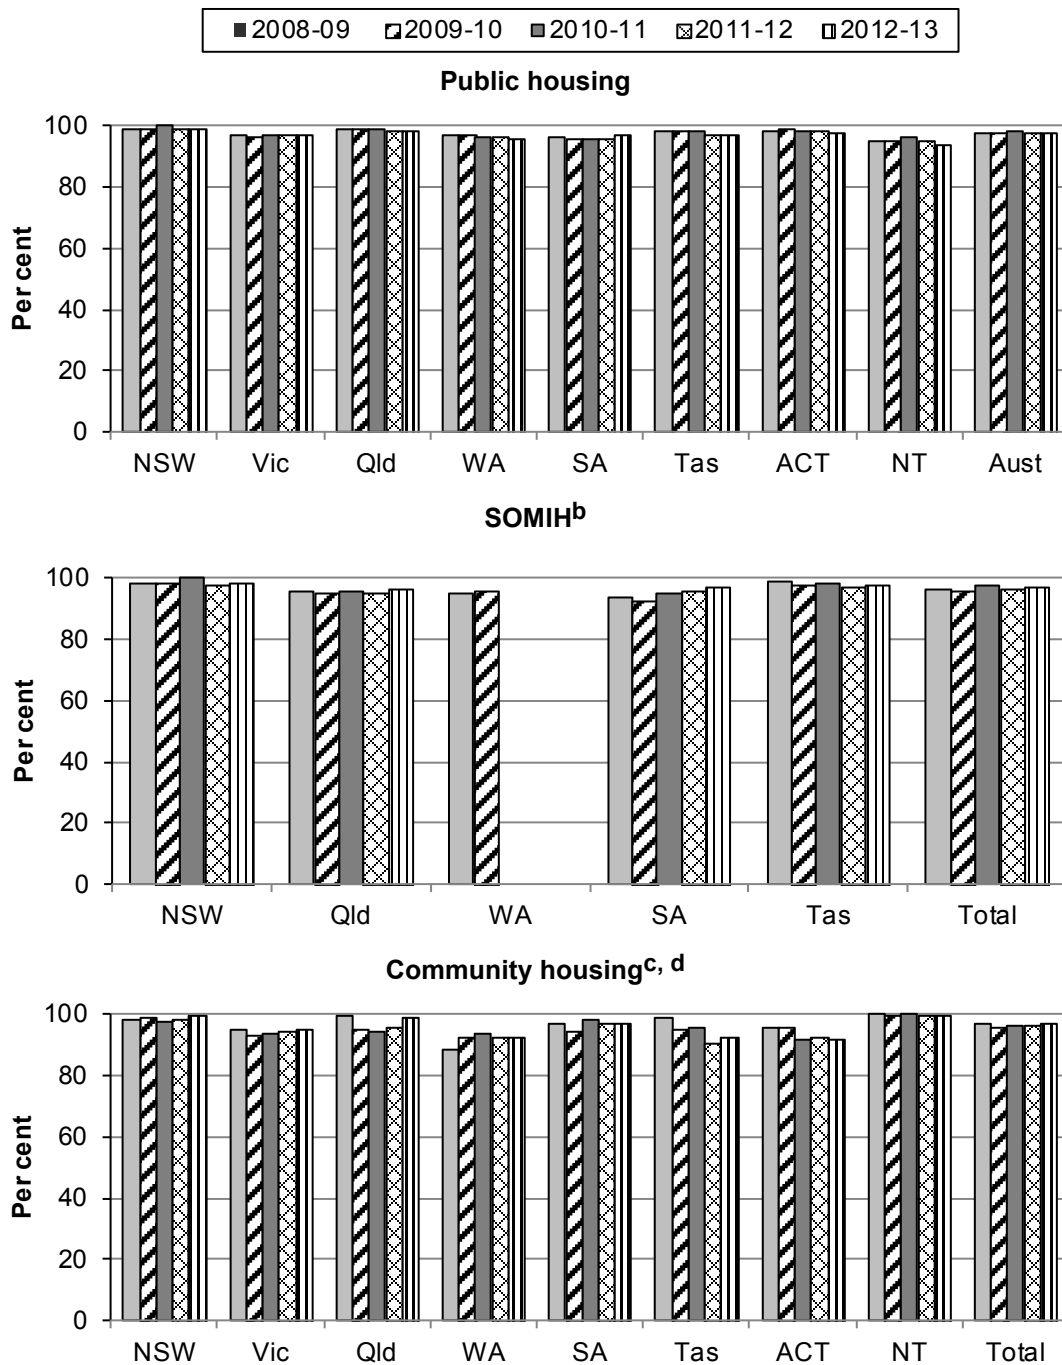 2008-09 2009-10 2010-11 2011-12 2012-13
Public housing
100
80
60
40
20
0
Per cent
NSW Vic Qld WA SA Tas ACT NT Aust
SOMIHb
100
80
60
40
20
0
Per cent
NSW Qld WA SA Tas Total
Community housingc, d
100
80
60
40
20
0
Per cent
NSW Vic Qld WA SA Tas ACT NT Total